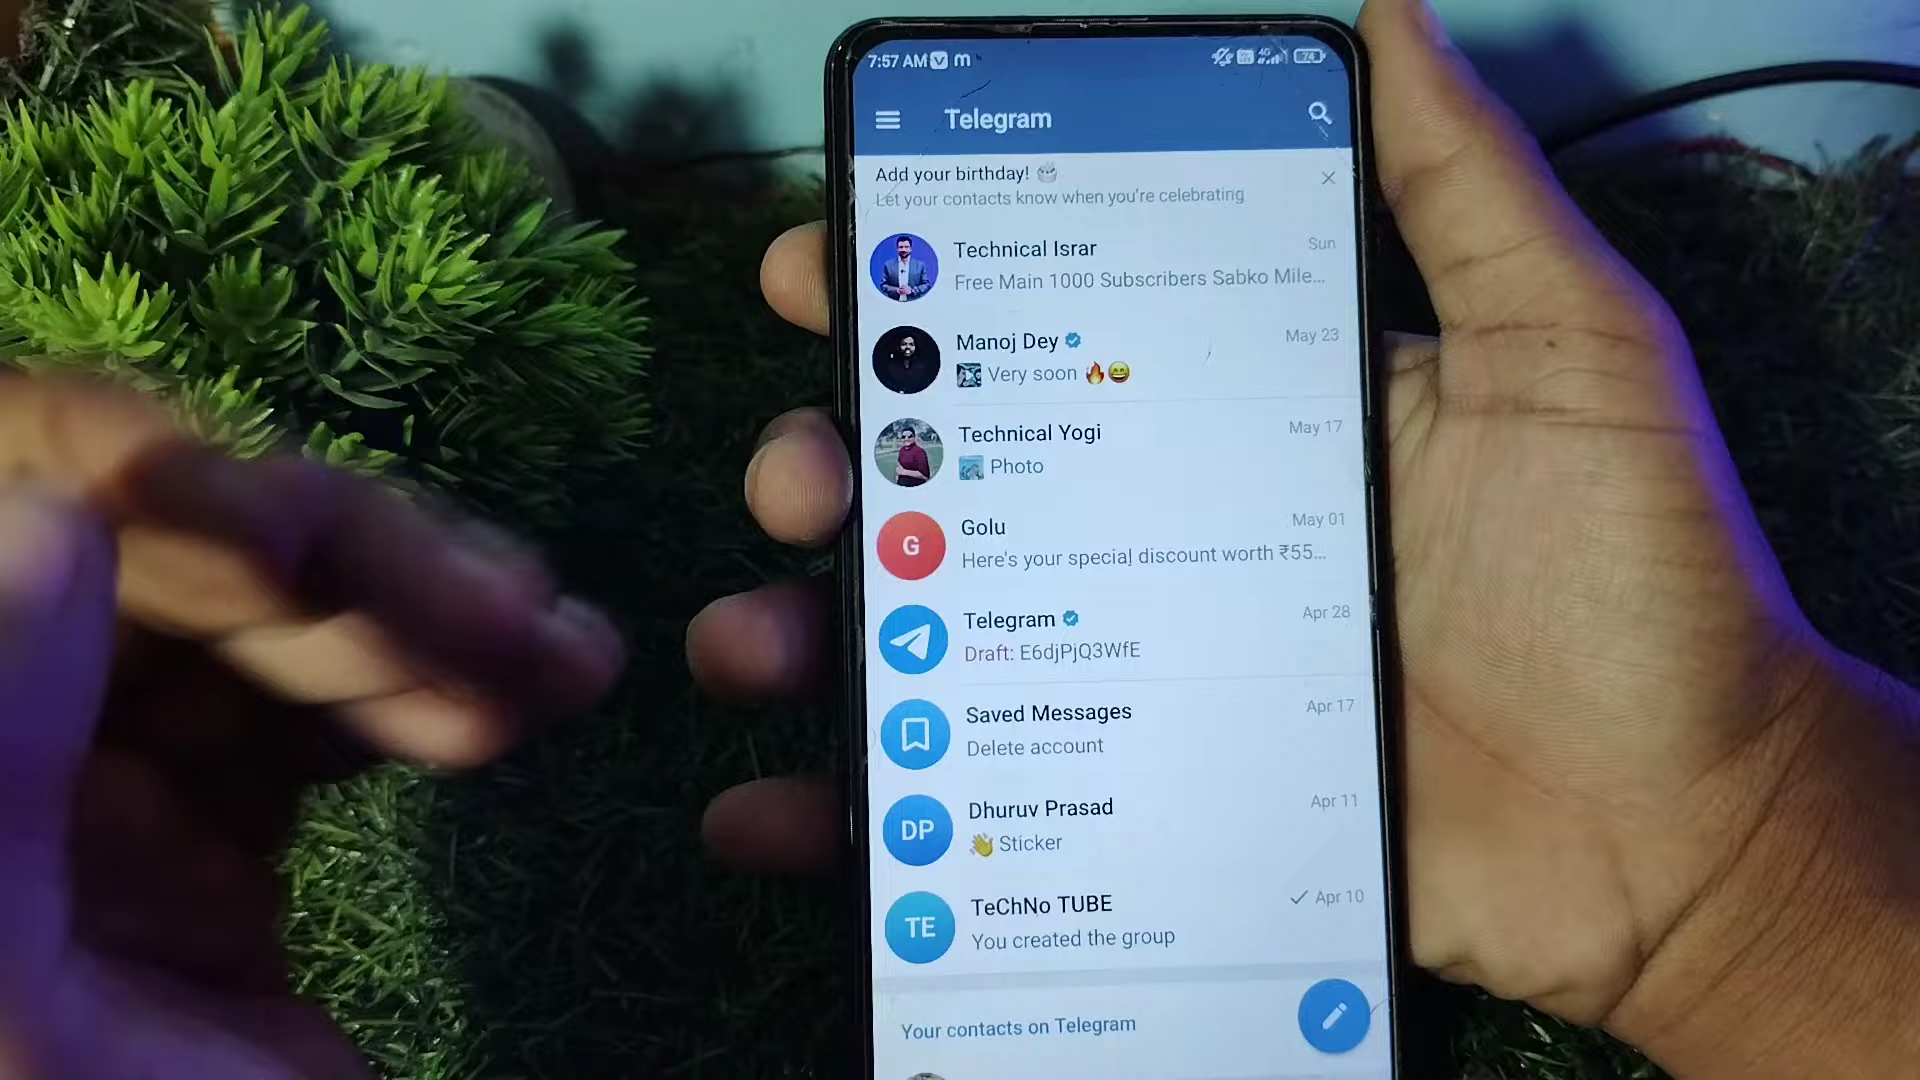 7:57 AM
4G
74
Telegram
Add your birthday! 🎂
Let your contacts know when you're celebrating
Technical Israr
Sun
Free Main 1000 Subscribers Sabko Mile...
Manoj Dey
May 23
Very soon 🔥😄
Technical Yogi
May 17
Photo
G
Golu
May 01
Here's your special discount worth ₹55...
Telegram
Apr 28
Draft: E6djPjQ3WfE
Saved Messages
Apr 17
Delete account
DP
Dhuruv Prasad
Apr 11
👋 Sticker
TE
TeChNo TUBE
Apr 10
You created the group
Your contacts on Telegram